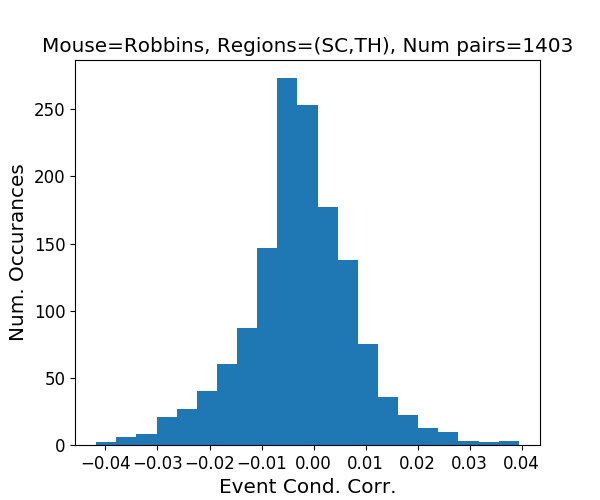 Mouse=Robbins, Regions=(SC,TH), Num pairs=1403
Num. Occurances
250
200
150
100
50
0
−0.04 −0.03 −0.02 −0.01 0.00 0.01 0.02 0.03 0.04
Event Cond. Corr.